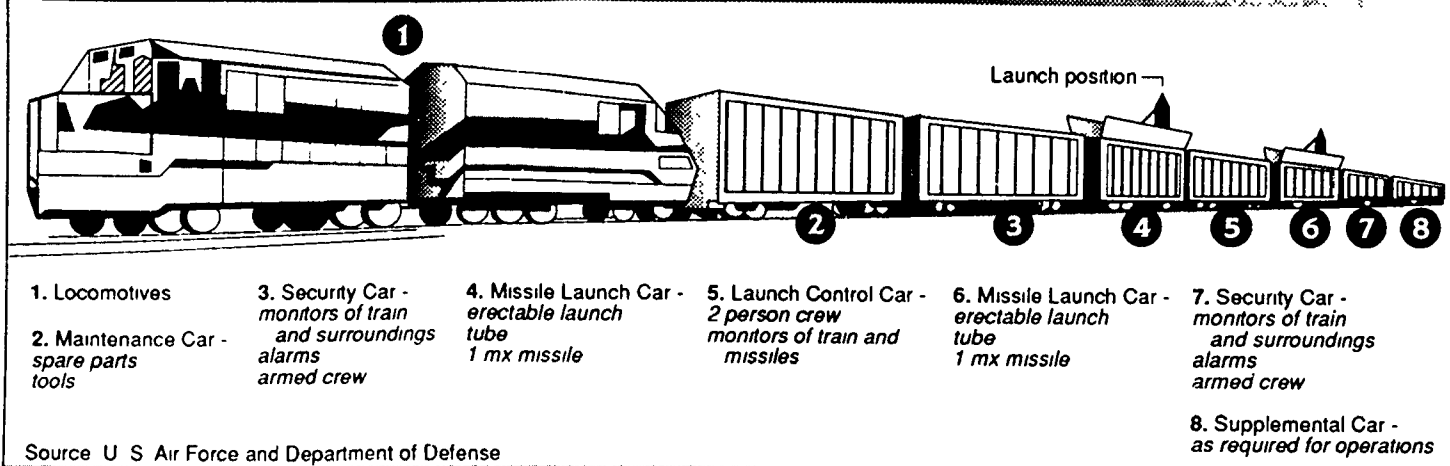 1
Launch position
2
3
4
5
6
7
8
1. Locomotives
2. Maintenance Car -
spare parts
tools
3. Security Car -
monitors of train
and surroundings
alarms
armed crew
4. Missile Launch Car -
erectable launch
tube
1 mx missile
5. Launch Control Car -
2 person crew
monitors of train and
missiles
6. Missile Launch Car -
erectable launch
tube
1 mx missile
7. Security Car -
monitors of train
and surroundings
alarms
armed crew
8. Supplemental Car -
as required for operations
Source U S Air Force and Department of Defense